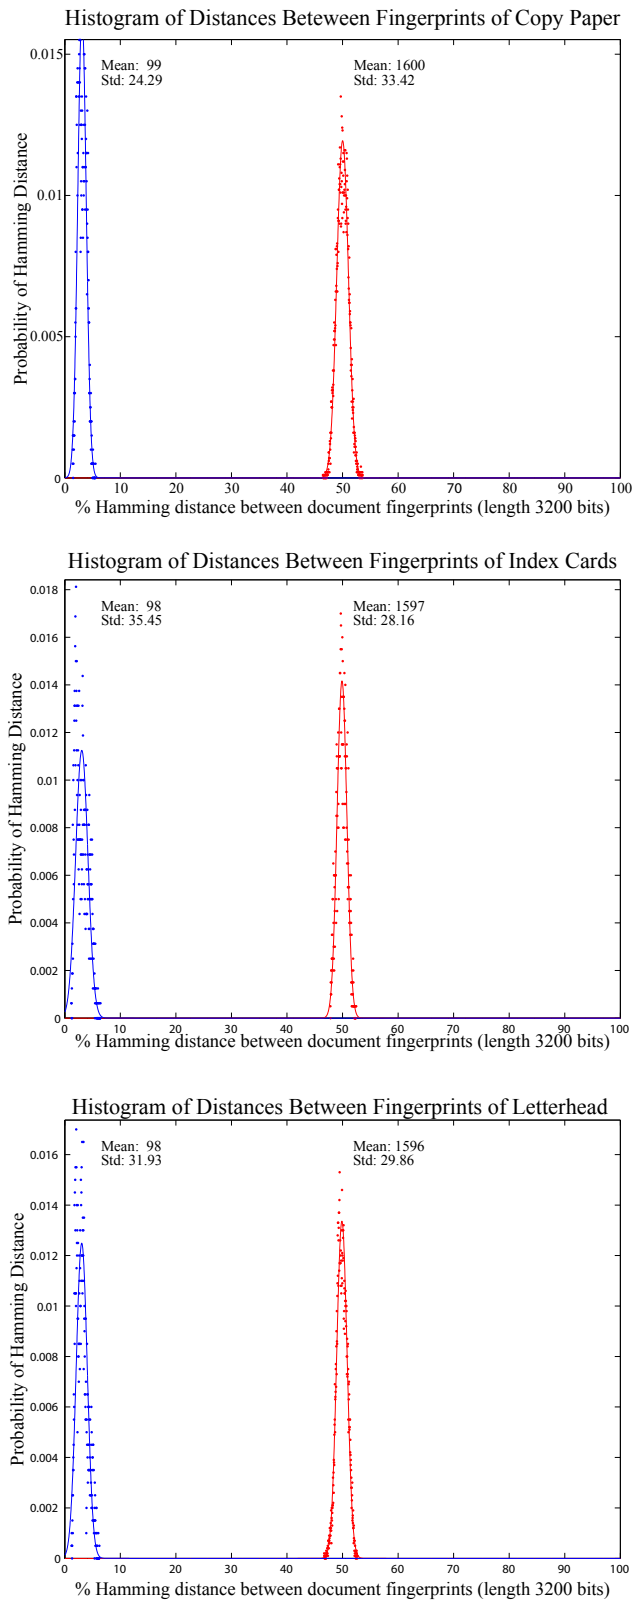 Histogram of Distances Beteween Fingerprints of Copy Paper
0.015
Mean: 99
Std: 24.29
Mean: 1600
Std: 33.42
0.01
0.005
0
Probability of Hamming Distance
0 10 20 30 40 50 60 70 80 90 100
% Hamming distance between document fingerprints (length 3200 bits)
Histogram of Distances Between Fingerprints of Index Cards
0.018
Mean: 98
Std: 35.45
Mean: 1597
Std: 28.16
0.016
0.014
0.012
0.01
0.008
0.006
0.004
0.002
0
Probability of Hamming Distance
0 10 20 30 40 50 60 70 80 90 100
% Hamming distance between document fingerprints (length 3200 bits)
Histogram of Distances Between Fingerprints of Letterhead
Mean: 98
Std: 31.93
Mean: 1596
Std: 29.86
0.016
0.014
0.012
0.01
0.008
0.006
0.004
0.002
0
Probability of Hamming Distance
0 10 20 30 40 50 60 70 80 90 100
% Hamming distance between document fingerprints (length 3200 bits)